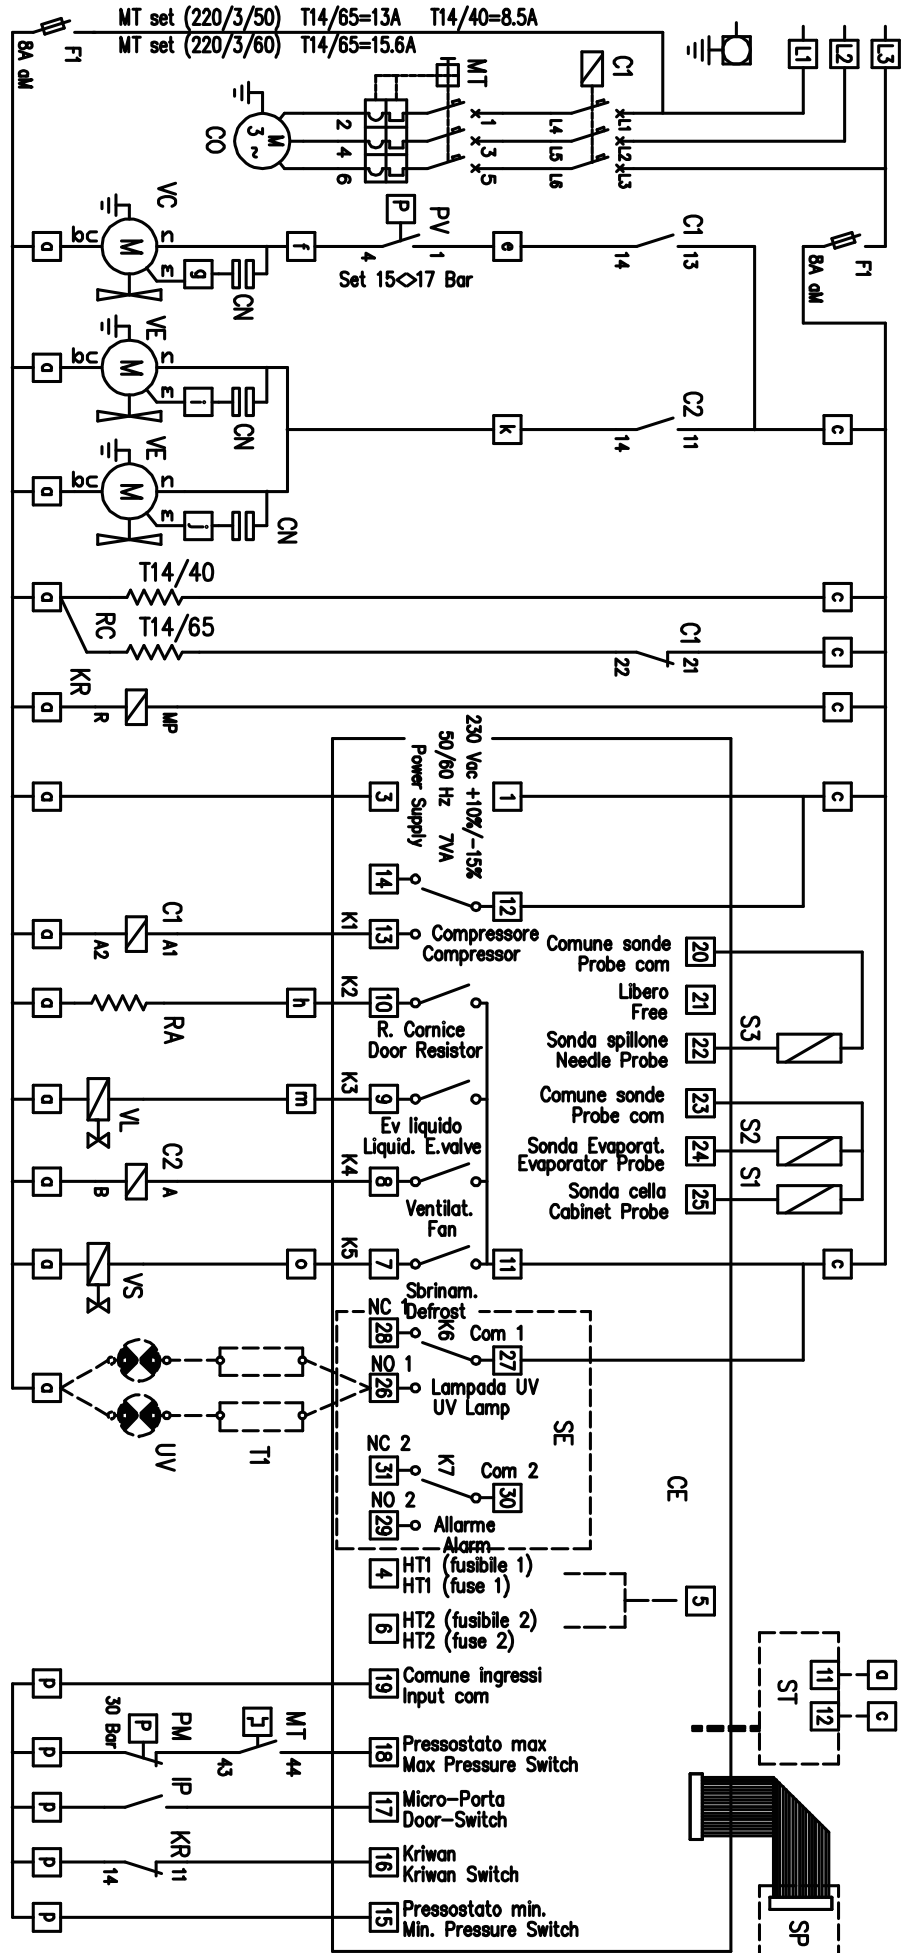 MT set (220/3/50) T14/65=13A T14/40=8.5A
MT set (220/3/60) T14/65=15.6A
F1
8A aM
L1
L2
L3
C1
MT
CO
M
3 ~
2
4
6
1
3
5
L4
L5
L6
L1
L2
L3
F1
8A aM
VC
a
bc
M
n
m
g
CN
f
P
PV
4
1
Set 15<>17 Bar
e
C1
14
13
VE
a
bc
M
n
m
i
CN
k
C2
14
11
c
VE
a
bc
M
n
m
j
CN
T14/40
a
c
RC
T14/65
C1
22
21
c
KR
a
R
MP
c
230 Vac +10%/-15%
50/60 Hz 7VA
Power Supply
a
3
1
c
14
12
C1
a
A2
A1
K1
13
Compressore
Compressor
20
Comune sonde
Probe com
21
Libero
Free
a
RA
h
K2
10
R. Cornice
Door Resistor
22
Sonda spillone
Needle Probe
S3
a
VL
m
K3
9
Ev liquido
Liquid. E.valve
23
Comune sonde
Probe com
C2
a
B
A
K4
8
Ventilat.
Fan
24
Sonda Evaporat.
Evaporator Probe
S2
25
Sonda cella
Cabinet Probe
S1
a
VS
o
K5
7
11
c
Sbrinam.
Defrost
NC 1
28
K6
Com 1
27
NO 1
26
Lampada UV
UV Lamp
a
UV
T1
SE
NC 2
31
K7
Com 2
30
NO 2
29
Allarme
Alarm
CE
4
HT1 (fusibile 1)
HT1 (fuse 1)
5
6
HT2 (fusibile 2)
HT2 (fuse 2)
ST
11
a
12
c
p
19
Comune ingressi
Input com
p
30 Bar
P
PM
MT
43
44
18
Pressostato max
Max Pressure Switch
p
IP
17
Micro-Porta
Door-Switch
p
KR
14
11
16
Kriwan
Kriwan Switch
p
15
Pressostato min.
Min. Pressure Switch
SP